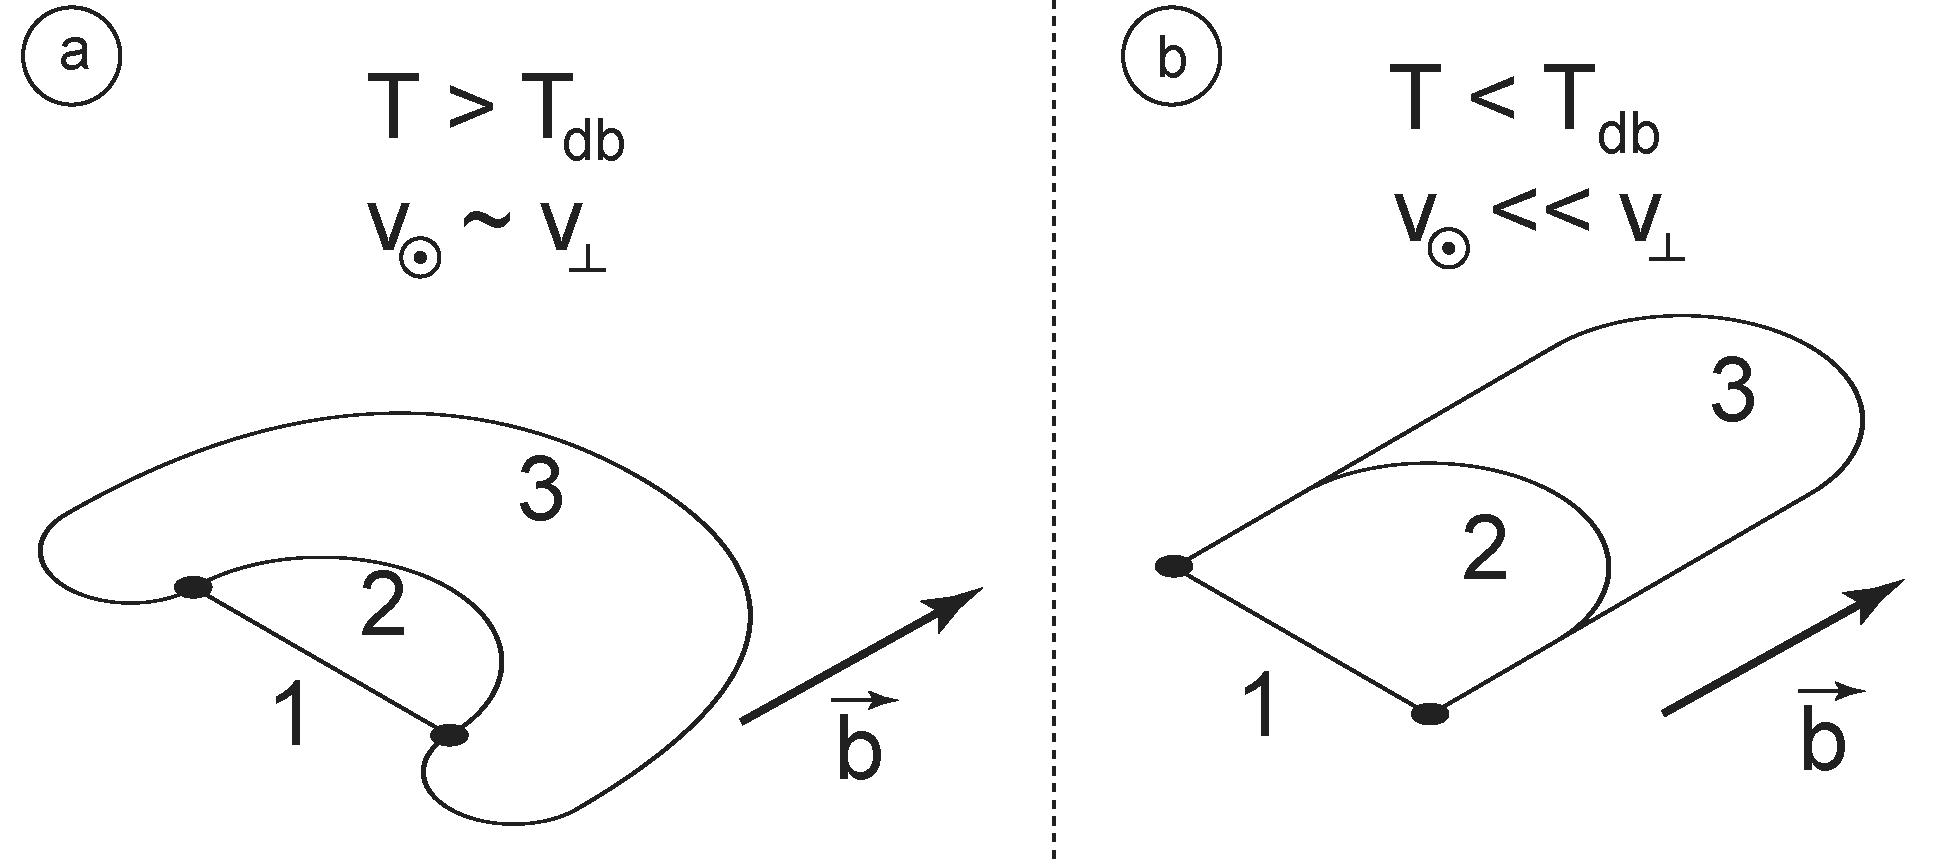 a
T > T_db
v_⊙ ~ v_⊥
3
2
1
b⃗
b
T < T_db
v_⊙ << v_⊥
3
2
1
b⃗